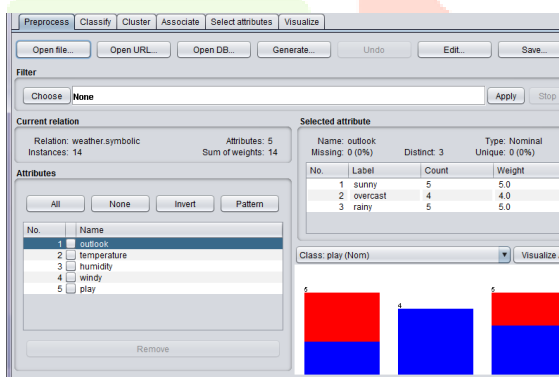 Preprocess Classify Cluster Associate Select attributes Visualize
Open file... Open URL... Open DB... Generate... Undo Edit... Save...
Filter
Choose None Apply Stop
Current relation
Relation: weather.symbolic Attributes: 5
Instances: 14 Sum of weights: 14
Attributes
All None Invert Pattern
No. Name
1 outlook
2 temperature
3 humidity
4 windy
5 play
Remove
Selected attribute
Name: outlook Type: Nominal
Missing: 0 (0%) Distinct: 3 Unique: 0 (0%)
No. Label Count Weight
1 sunny 5 5.0
2 overcast 4 4.0
3 rainy 5 5.0
Class: play (Nom) Visualize
5 4 5